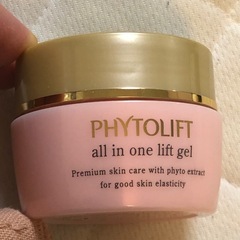 PHYTOLIFT
all in one lift gel
Premium skin care with phyto extract
for good skin elasticity